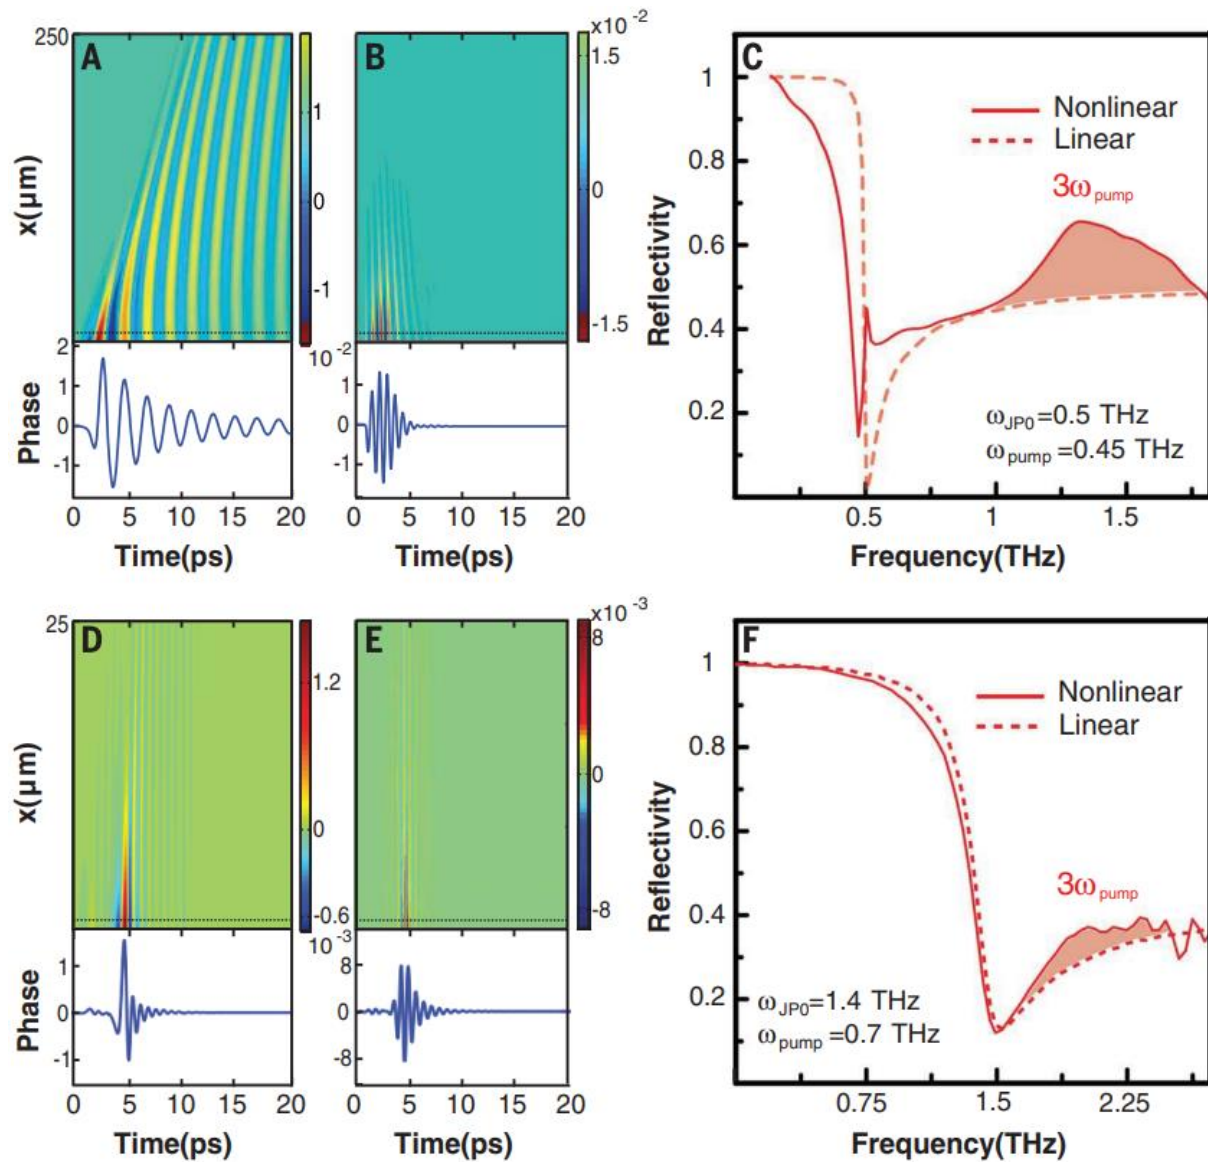 A
250
x(μm)
1
0
-1
B
x10 -2
1.5
0
-1.5
Phase
2
1
0
-1
0 5 10 15 20
Time(ps)
10 -2
1
0
-1
0 5 10 15 20
Time(ps)
C
Reflectivity
1
0.8
0.6
0.4
0.2
Nonlinear
Linear
3ωpump
ωJP0=0.5 THz
ωpump =0.45 THz
0.5 1 1.5
Frequency(THz)
D
25
x(μm)
1.2
0
-0.6
E
x10 -3
8
0
-8
Phase
1
0
-1
0 5 10 15 20
Time(ps)
10 -3
8
0
-8
0 5 10 15 20
Time(ps)
F
Reflectivity
1
0.8
0.6
0.4
0.2
Nonlinear
Linear
3ωpump
ωJP0=1.4 THz
ωpump =0.7 THz
0.75 1.5 2.25
Frequency(THz)